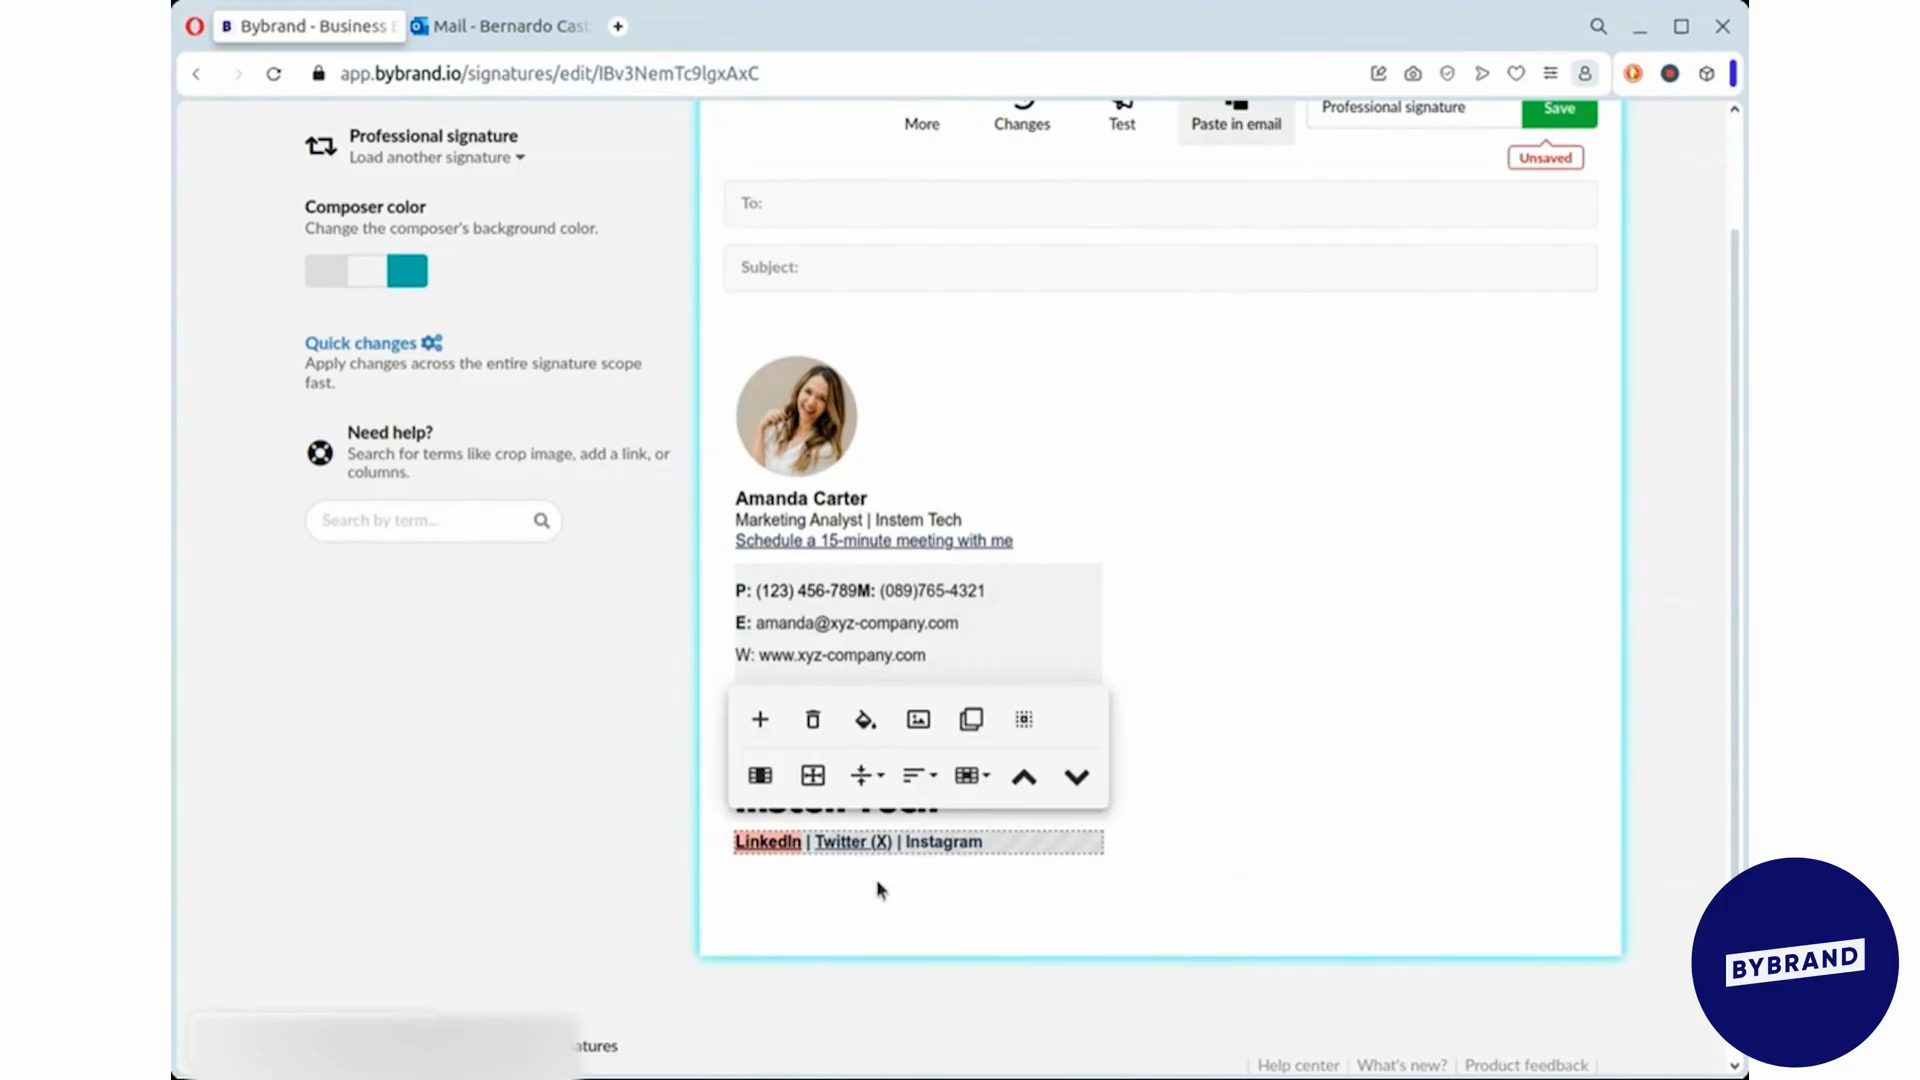 Bybrand - Business
Mail - Bernardo Cast
app.bybrand.io/signatures/edit/IBv3NemTc9lgxAxC
Professional signature
Load another signature
Composer color
Change the composer's background color.
Quick changes
Apply changes across the entire signature scope
fast.
Need help?
Search for terms like crop image, add a link, or
columns.
Search by term...
More
Changes
Test
Paste in email
Professional signature
Save
Unsaved
To:
Subject:
Amanda Carter
Marketing Analyst | Instem Tech
Schedule a 15-minute meeting with me
P: (123) 456-789M: (089)765-4321
E: amanda@xyz-company.com
W: www.xyz-company.com
LinkedIn | Twitter (X) | Instagram
atures
Help center
What's new?
Product feedback
BYBRAND